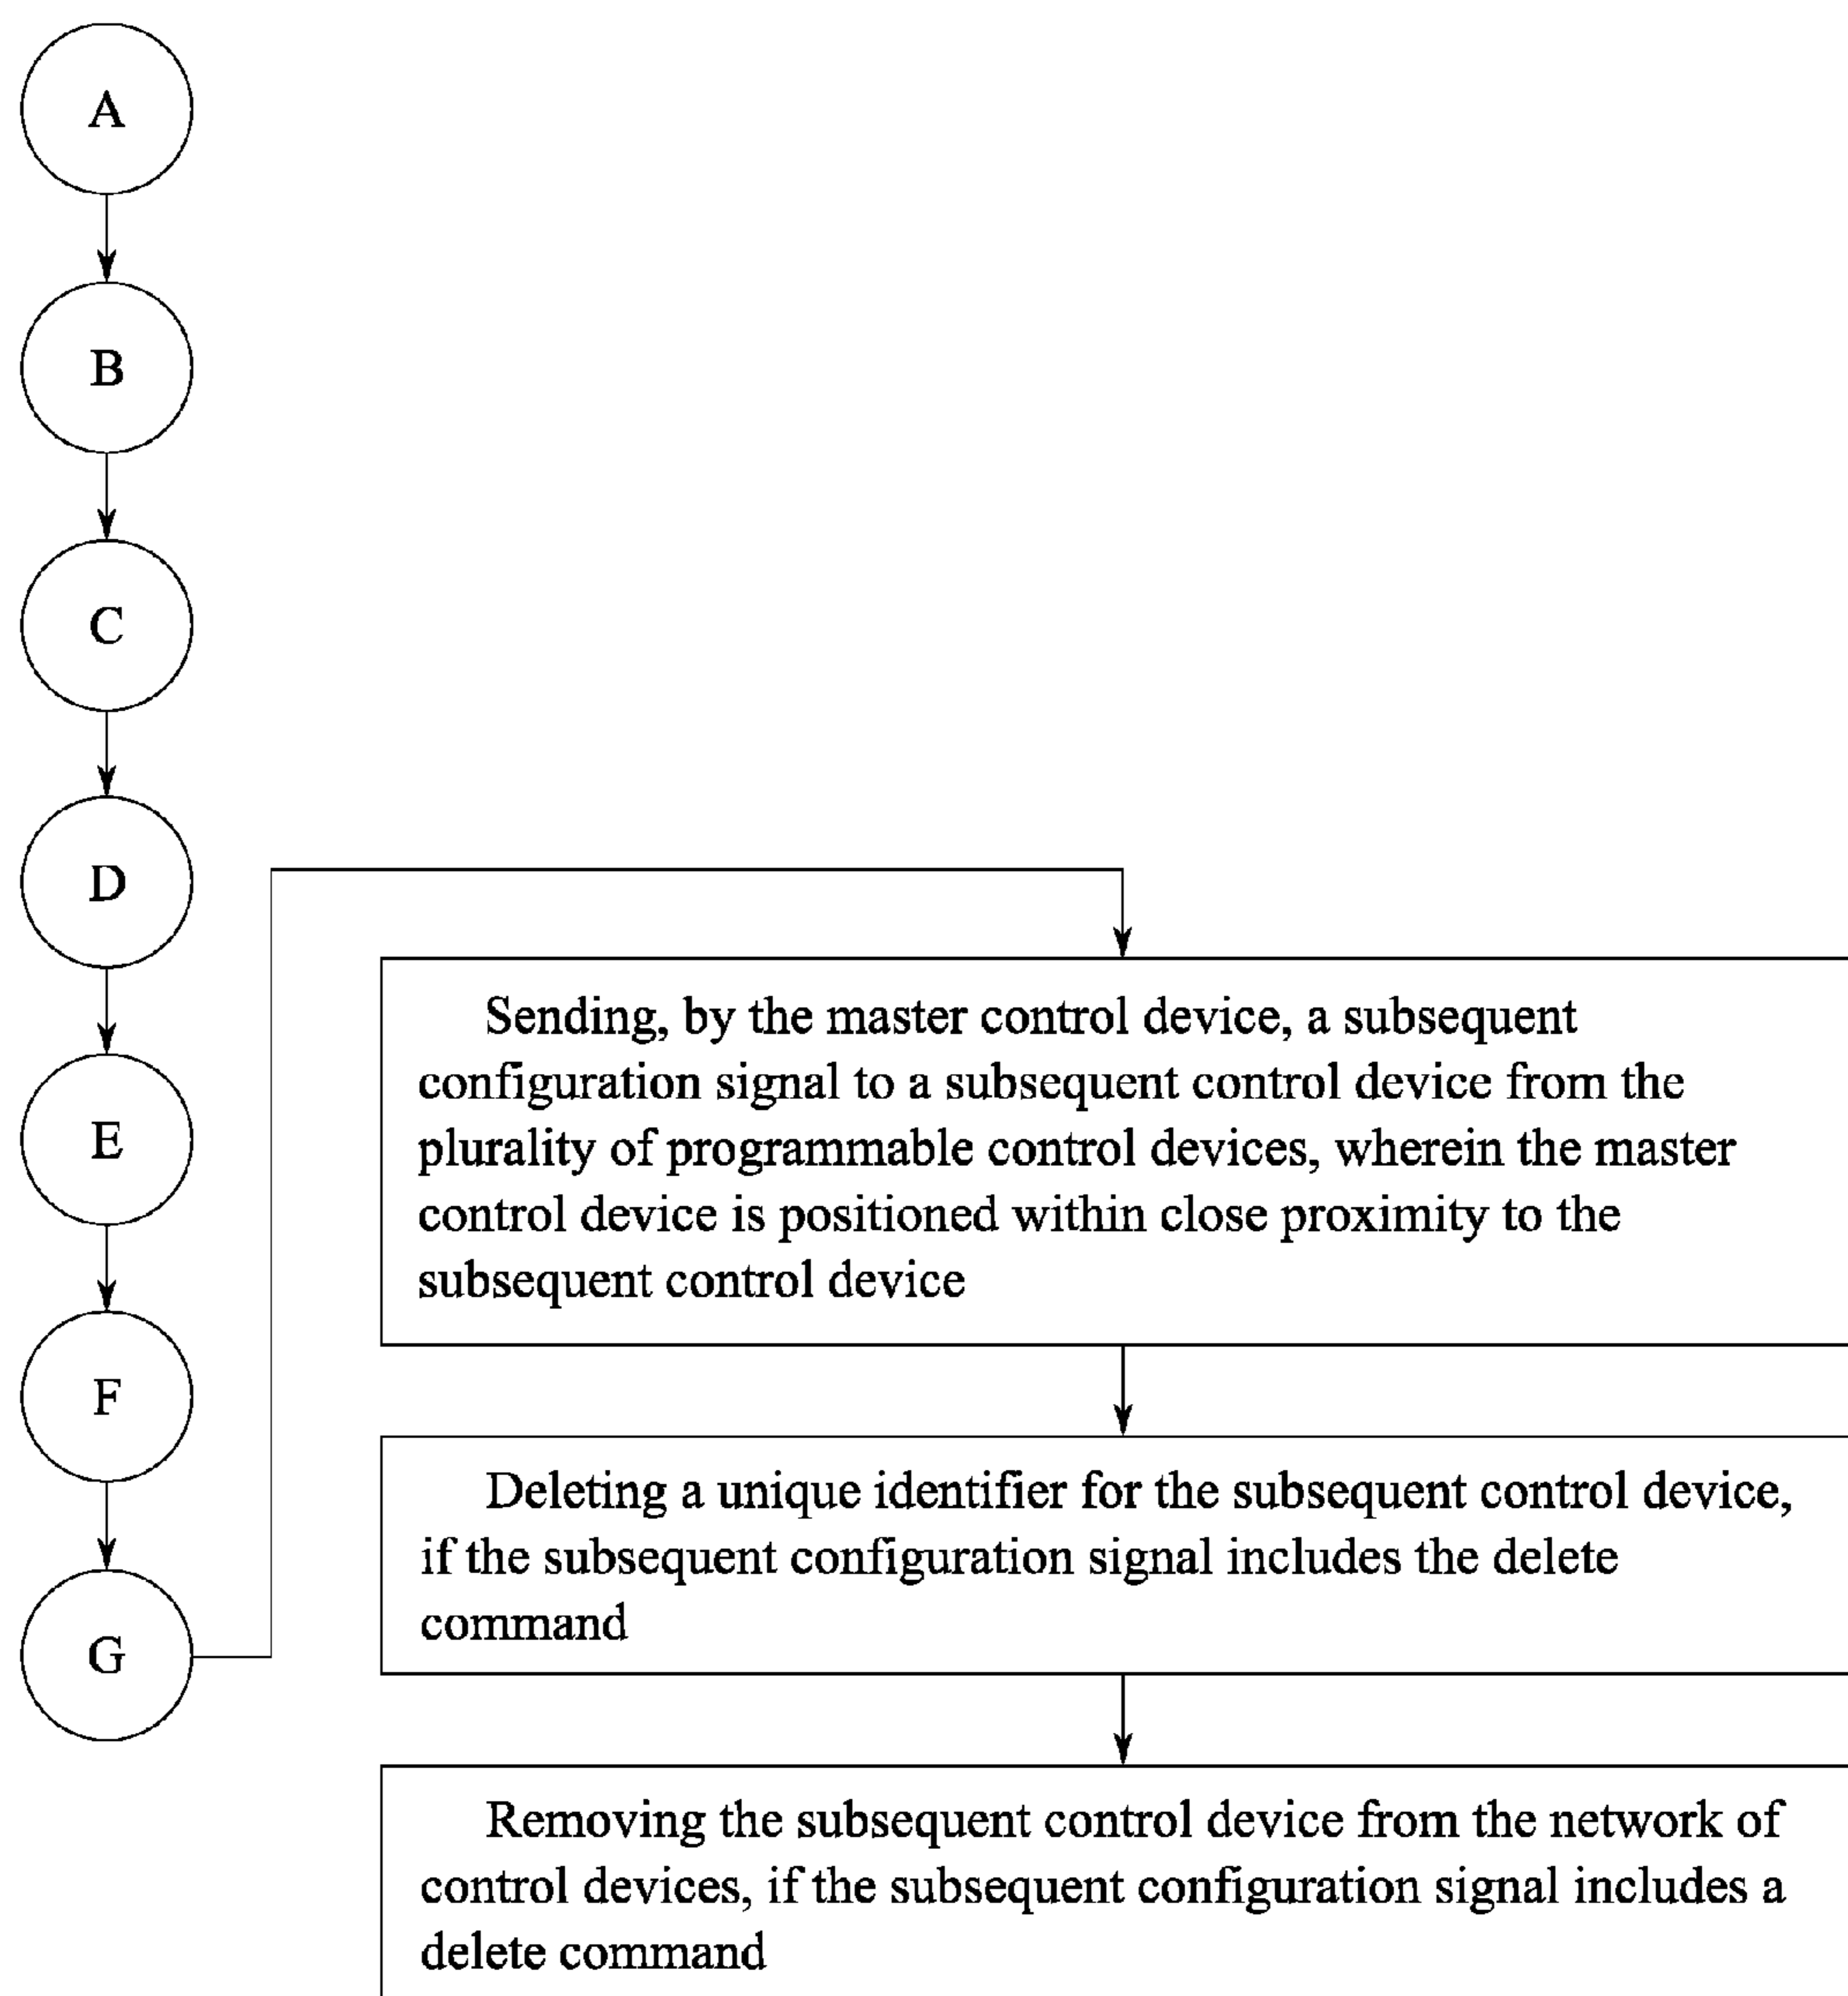 A
B
C
D
E
F
G
Sending, by the master control device, a subsequent
configuration signal to a subsequent control device from the
plurality of programmable control devices, wherein the master
control device is positioned within close proximity to the
subsequent control device
Deleting a unique identifier for the subsequent control device,
if the subsequent configuration signal includes the delete
command
Removing the subsequent control device from the network of
control devices, if the subsequent configuration signal includes a
delete command